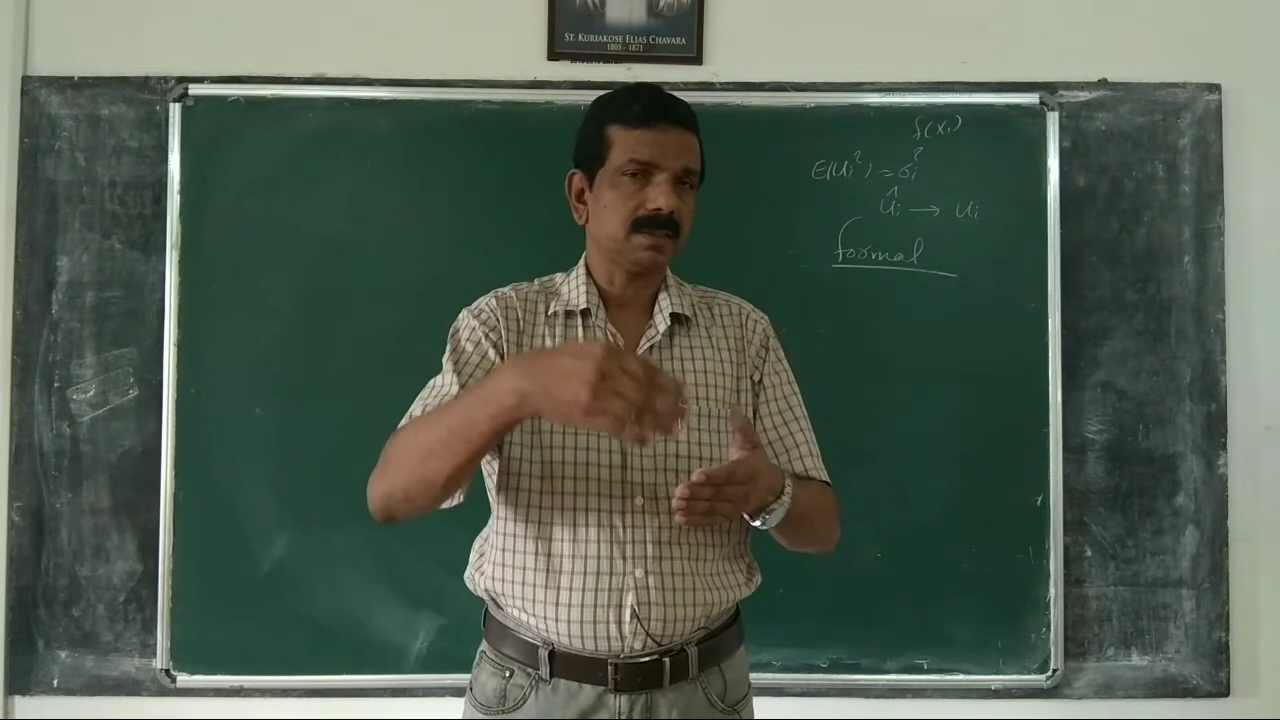 ST. KURIAKOSE ELIAS CHAVARA
1805 - 1871
f(Xi)
E(Ui²) = σi²
Ûi → Ui
formal